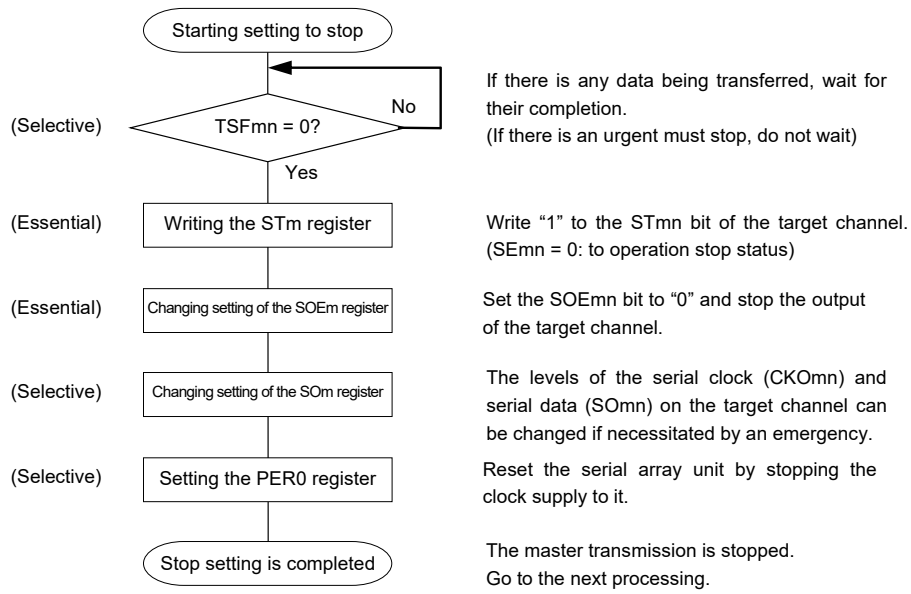 Starting setting to stop
No
If there is any data being transferred, wait for
their completion.
(If there is an urgent must stop, do not wait)
(Selective)
TSFmn = 0?
Yes
(Essential)
Writing the STm register
Write “1” to the STmn bit of the target channel.
(SEmn = 0: to operation stop status)
(Essential)
Changing setting of the SOEm register
Set the SOEmn bit to “0” and stop the output
of the target channel.
(Selective)
Changing setting of the SOm register
The levels of the serial clock (CKOmn) and
serial data (SOmn) on the target channel can
be changed if necessitated by an emergency.
(Selective)
Setting the PER0 register
Reset the serial array unit by stopping the
clock supply to it.
Stop setting is completed
The master transmission is stopped.
Go to the next processing.